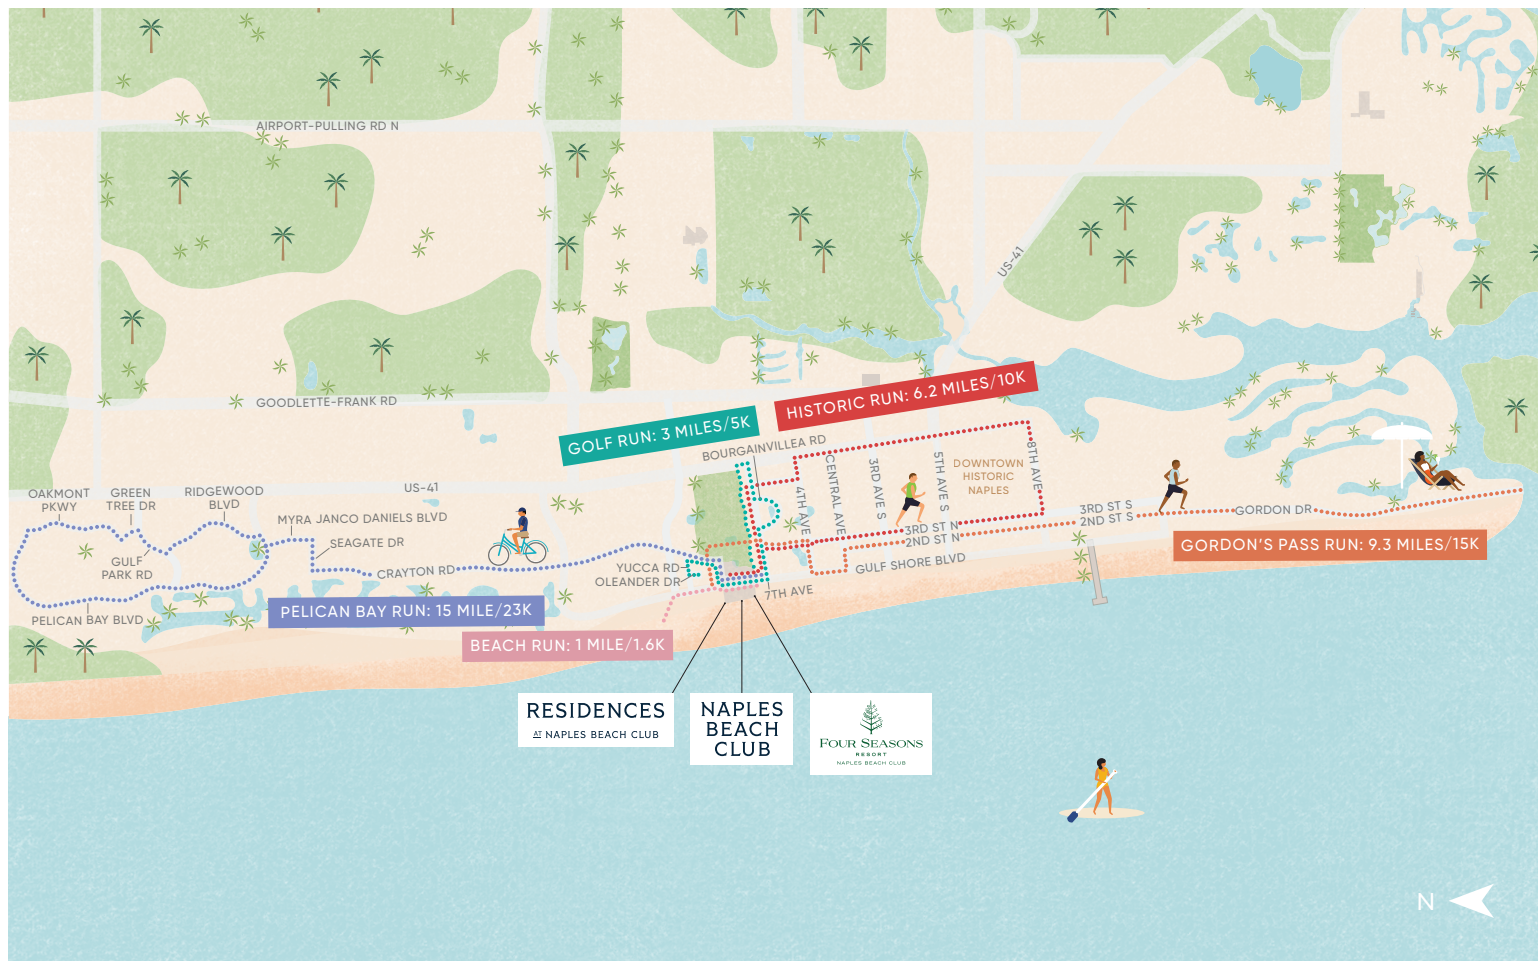 AIRPORT-PULLING RD N
US-41
GOODLETTE-FRANK RD
HISTORIC RUN: 6.2 MILES/10K
GOLF RUN: 3 MILES/5K
BOURGAINVILLEA RD
4TH AVE
CENTRAL AVE
3RD AVE S
5TH AVE S
DOWNTOWN
HISTORIC
NAPLES
8TH AVE
US-41
OAKMONT
PKWY
GREEN
TREE DR
RIDGEWOOD
BLVD
MYRA JANCO DANIELS BLVD
SEAGATE DR
GULF
PARK RD
CRAYTON RD
YUCCA RD
OLEANDER DR
3RD ST N
2ND ST N
3RD ST S
2ND ST S
GORDON DR
GULF SHORE BLVD
7TH AVE
GORDON'S PASS RUN: 9.3 MILES/15K
PELICAN BAY BLVD
PELICAN BAY RUN: 15 MILE/23K
BEACH RUN: 1 MILE/1.6K
RESIDENCES
AT NAPLES BEACH CLUB
NAPLES
BEACH
CLUB
FOUR SEASONS
RESORT
NAPLES BEACH CLUB
N